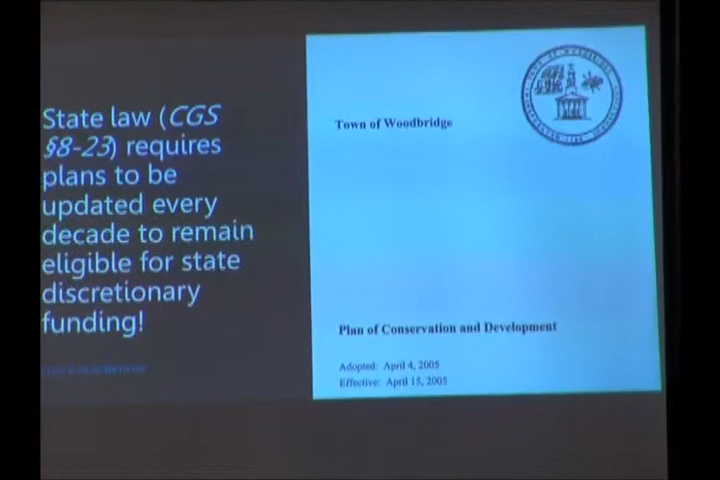 State law (CGS
§8-23) requires
plans to be
updated every
decade to remain
eligible for state
discretionary
funding!
Town of Woodbridge
Plan of Conservation and Development
Adopted: April 4, 2005
Effective: April 15, 2005